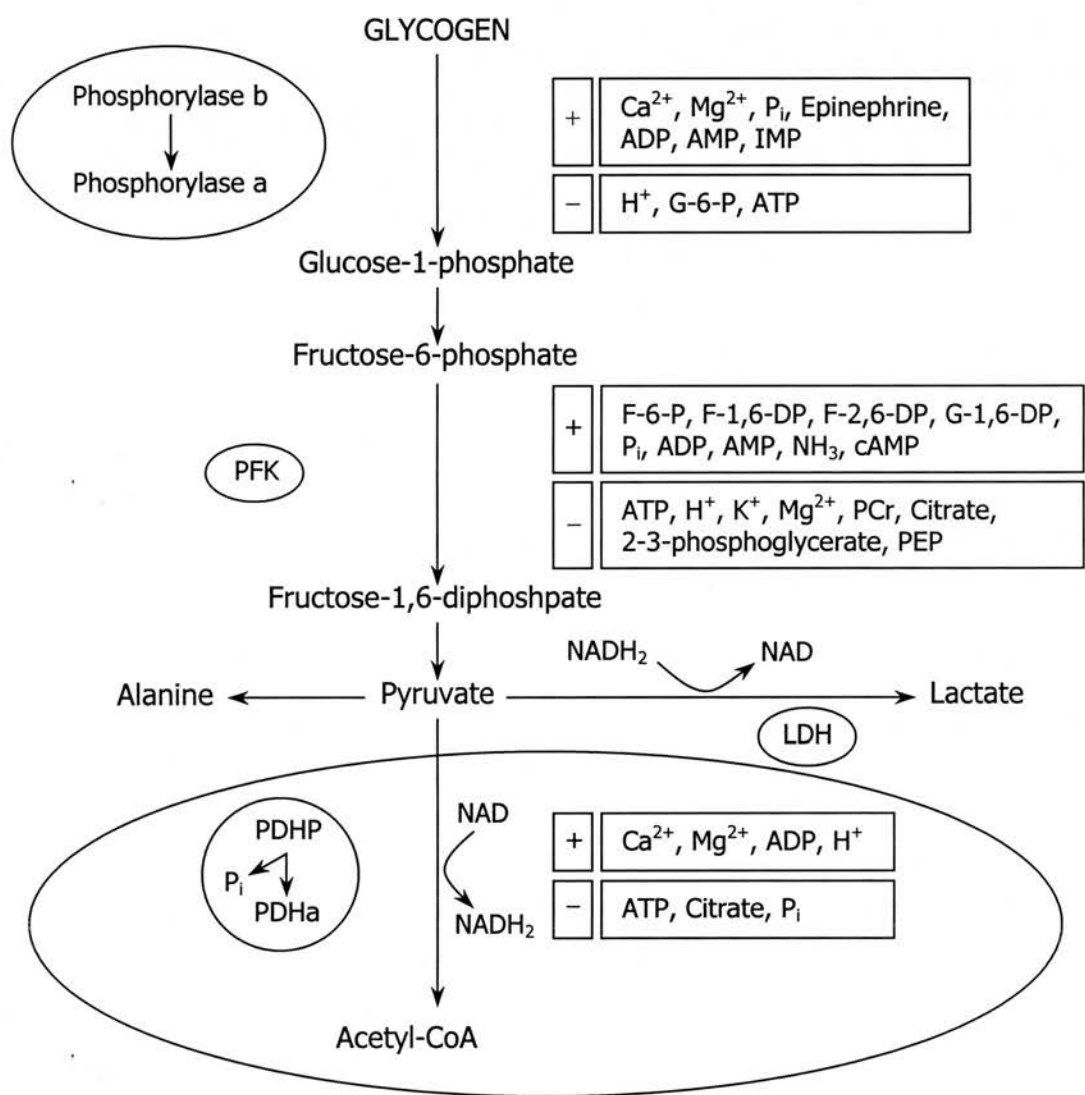 GLYCOGEN
Phosphorylase b
Phosphorylase a
+
Ca²⁺, Mg²⁺, Pᵢ, Epinephrine,
ADP, AMP, IMP
−
H⁺, G-6-P, ATP
Glucose-1-phosphate
Fructose-6-phosphate
PFK
+
F-6-P, F-1,6-DP, F-2,6-DP, G-1,6-DP,
Pᵢ, ADP, AMP, NH₃, cAMP
−
ATP, H⁺, K⁺, Mg²⁺, PCr, Citrate,
2-3-phosphoglycerate, PEP
Fructose-1,6-diphoshpate
NADH₂ NAD
Alanine Pyruvate Lactate
LDH
PDHP
Pᵢ
PDHa
NAD
NADH₂
+
Ca²⁺, Mg²⁺, ADP, H⁺
−
ATP, Citrate, Pᵢ
Acetyl-CoA